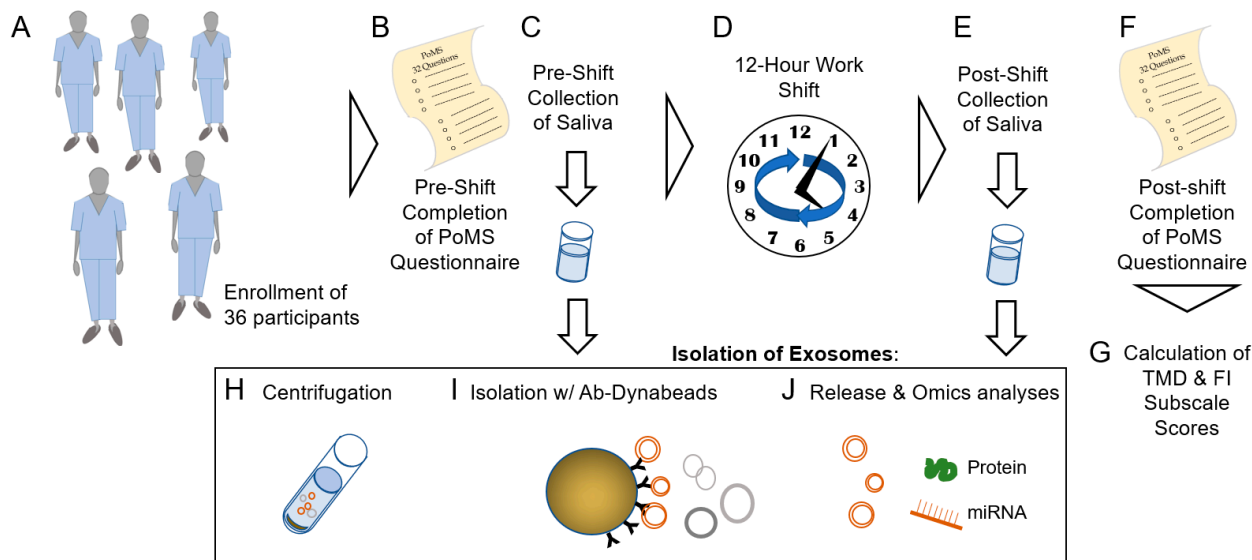 A
Enrollment of
36 participants
B
PoMS
32 Questions
Pre-Shift
Completion
of PoMS
Questionnaire
C
Pre-Shift
Collection
of Saliva
D
12-Hour Work
Shift
12
1
2
3
4
5
6
7
8
9
10
11
E
Post-Shift
Collection
of Saliva
F
PoMS
32 Questions
Post-shift
Completion
of PoMS
Questionnaire
G
Calculation of
TMD & FI
Subscale
Scores
Isolation of Exosomes:
H Centrifugation
I Isolation w/ Ab-Dynabeads
J Release & Omics analyses
Protein
miRNA